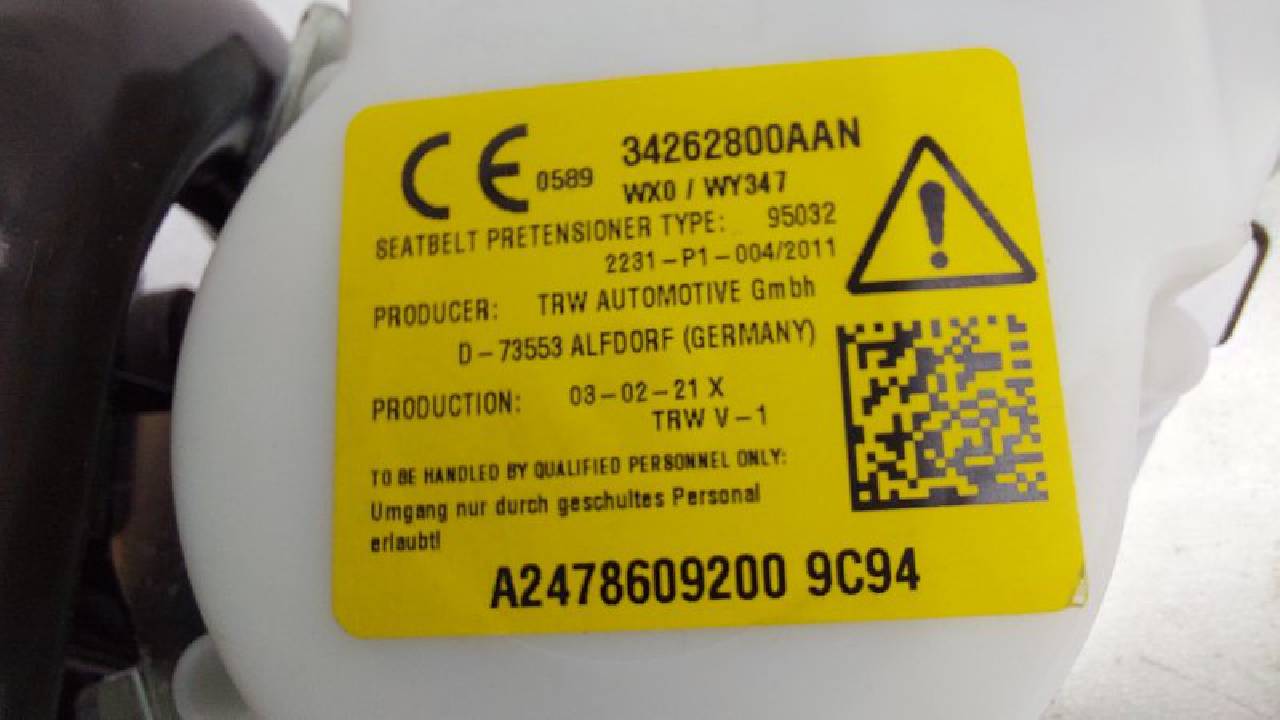 CE 0589 34262800AAN
WX0 / WY347
SEATBELT PRETENSIONER TYPE: 95032
2231-P1-004/2011
PRODUCER: TRW AUTOMOTIVE Gmbh
D-73553 ALFDORF (GERMANY)
PRODUCTION: 03-02-21 X
TRW V-1
TO BE HANDLED BY QUALIFIED PERSONNEL ONLY:
Umgang nur durch geschultes Personal
erlaubt!
A2478609200 9C94